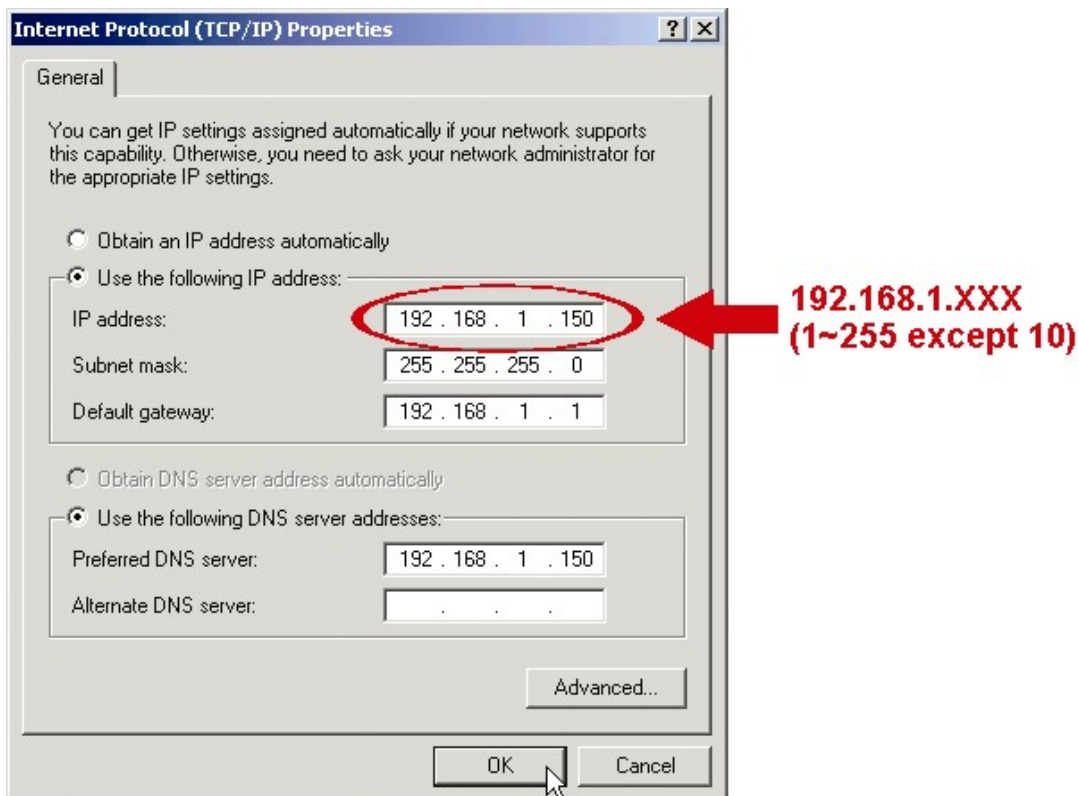 Internet Protocol (TCP/IP) Properties
General
You can get IP settings assigned automatically if your network supports
this capability. Otherwise, you need to ask your network administrator for
the appropriate IP settings.
Obtain an IP address automatically
Use the following IP address:
IP address: 192 . 168 . 1 . 150
192.168.1.XXX
(1~255 except 10)
Subnet mask: 255 . 255 . 255 . 0
Default gateway: 192 . 168 . 1 . 1
Obtain DNS server address automatically
Use the following DNS server addresses:
Preferred DNS server: 192 . 168 . 1 . 150
Alternate DNS server: . . .
Advanced...
OK Cancel